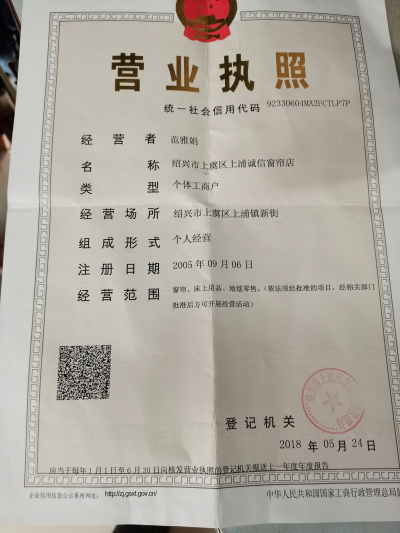 营业执照
统一社会信用代码 92330604MA2FCTLP7P
经营者 范雅娟
名称 绍兴市上虞区上浦诚信窗帘店
类型 个体工商户
经营场所 绍兴市上虞区上浦镇新街
组成形式 个人经营
注册日期 2005年09月06日
经营范围 窗帘、床上用品、地毯零售。(依法须经批准的项目，经相关部门
批准后方可开展经营活动)
登记机关
2018 年 05 月 24 日
应当于每年1月1日至6月30日向核发营业执照的登记机关报送上一年度年度报告
企业信用信息公示系统网址： http://zj.gsxt.gov.cn/
中华人民共和国国家工商行政管理总局